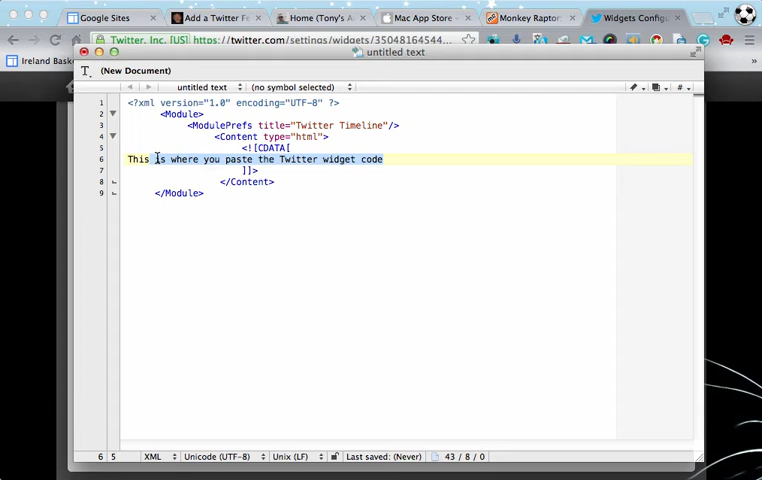 Google Sites
Add a Twitter Fe
Home (Tony's A
Mac App Store -
Monkey Raptor
Widgets Configu
Twitter, Inc. [US] https://twitter.com/settings/widgets/35048164544...
Ireland Bask
untitled text
(New Document)
untitled text
(no symbol selected)
1 <?xml version="1.0" encoding="UTF-8" ?>
2 <Module>
3 <ModulePrefs title="Twitter Timeline"/>
4 <Content type="html">
5 <![CDATA[
6 This is where you paste the Twitter widget code
7 ]]>
8 </Content>
9 </Module>
6 5 XML Unicode (UTF-8) Unix (LF) Last saved: (Never) 43 / 8 / 0